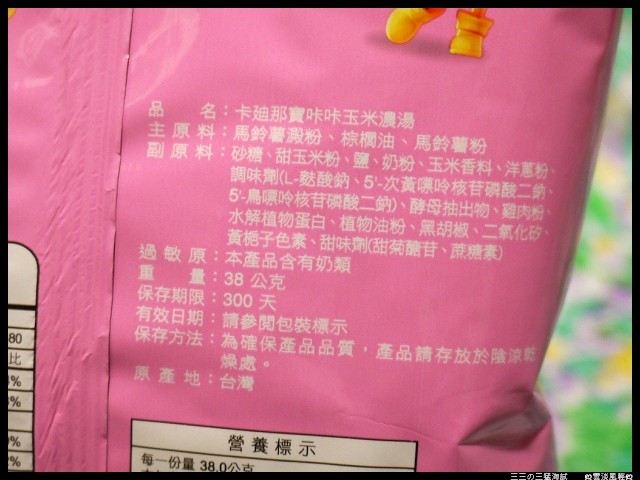 品　　名：卡廸那寶咔咔玉米濃湯
主 原 料：馬鈴薯澱粉、棕櫚油、馬鈴薯粉
副 原 料：砂糖、甜玉米粉、鹽、奶粉、玉米香料、洋蔥粉、
調味劑(L-麩酸鈉、5'-次黃嘌呤核苷磷酸二鈉、
5'-鳥嘌呤核苷磷酸二鈉)、酵母抽出物、雞肉粉、
水解植物蛋白、植物油粉、黑胡椒、二氧化矽、
黃梔子色素、甜味劑(甜菊醣苷、蔗糖素)
過 敏 原：本產品含有奶類
重　　量：38 公克
保存期限：300 天
有效日期：請參閱包裝標示
保存方法：為確保產品品質，產品請存放於陰涼乾
燥處。
原 產 地：台灣
80
比
%
%
%
2%
營養標示
每一份量 38.0公克
三三の三猛海賊
@雲淡風輕@